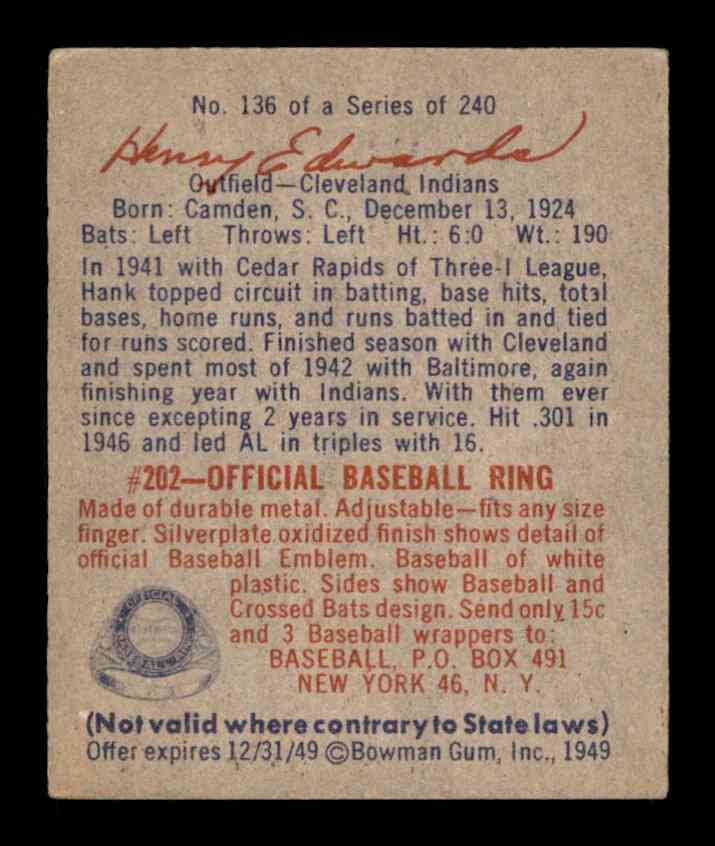 No. 136 of a Series of 240
Henry Edwards
Outfield—Cleveland Indians
Born: Camden, S. C., December 13, 1924
Bats: Left Throws: Left Ht.: 6:0 Wt.: 190
In 1941 with Cedar Rapids of Three-I League,
Hank topped circuit in batting, base hits, total
bases, home runs, and runs batted in and tied
for runs scored. Finished season with Cleveland
and spent most of 1942 with Baltimore, again
finishing year with Indians. With them ever
since excepting 2 years in service. Hit .301 in
1946 and led AL in triples with 16.
#202—OFFICIAL BASEBALL RING
Made of durable metal. Adjustable—fits any size
finger. Silverplate oxidized finish shows detail of
official Baseball Emblem. Baseball of white
plastic. Sides show Baseball and
Crossed Bats design. Send only 15c
and 3 Baseball wrappers to:
BASEBALL, P.O. BOX 491
NEW YORK 46, N. Y.
OFFICIAL
(Not valid where contrary to State laws)
Offer expires 12/31/49 ©Bowman Gum, Inc., 1949